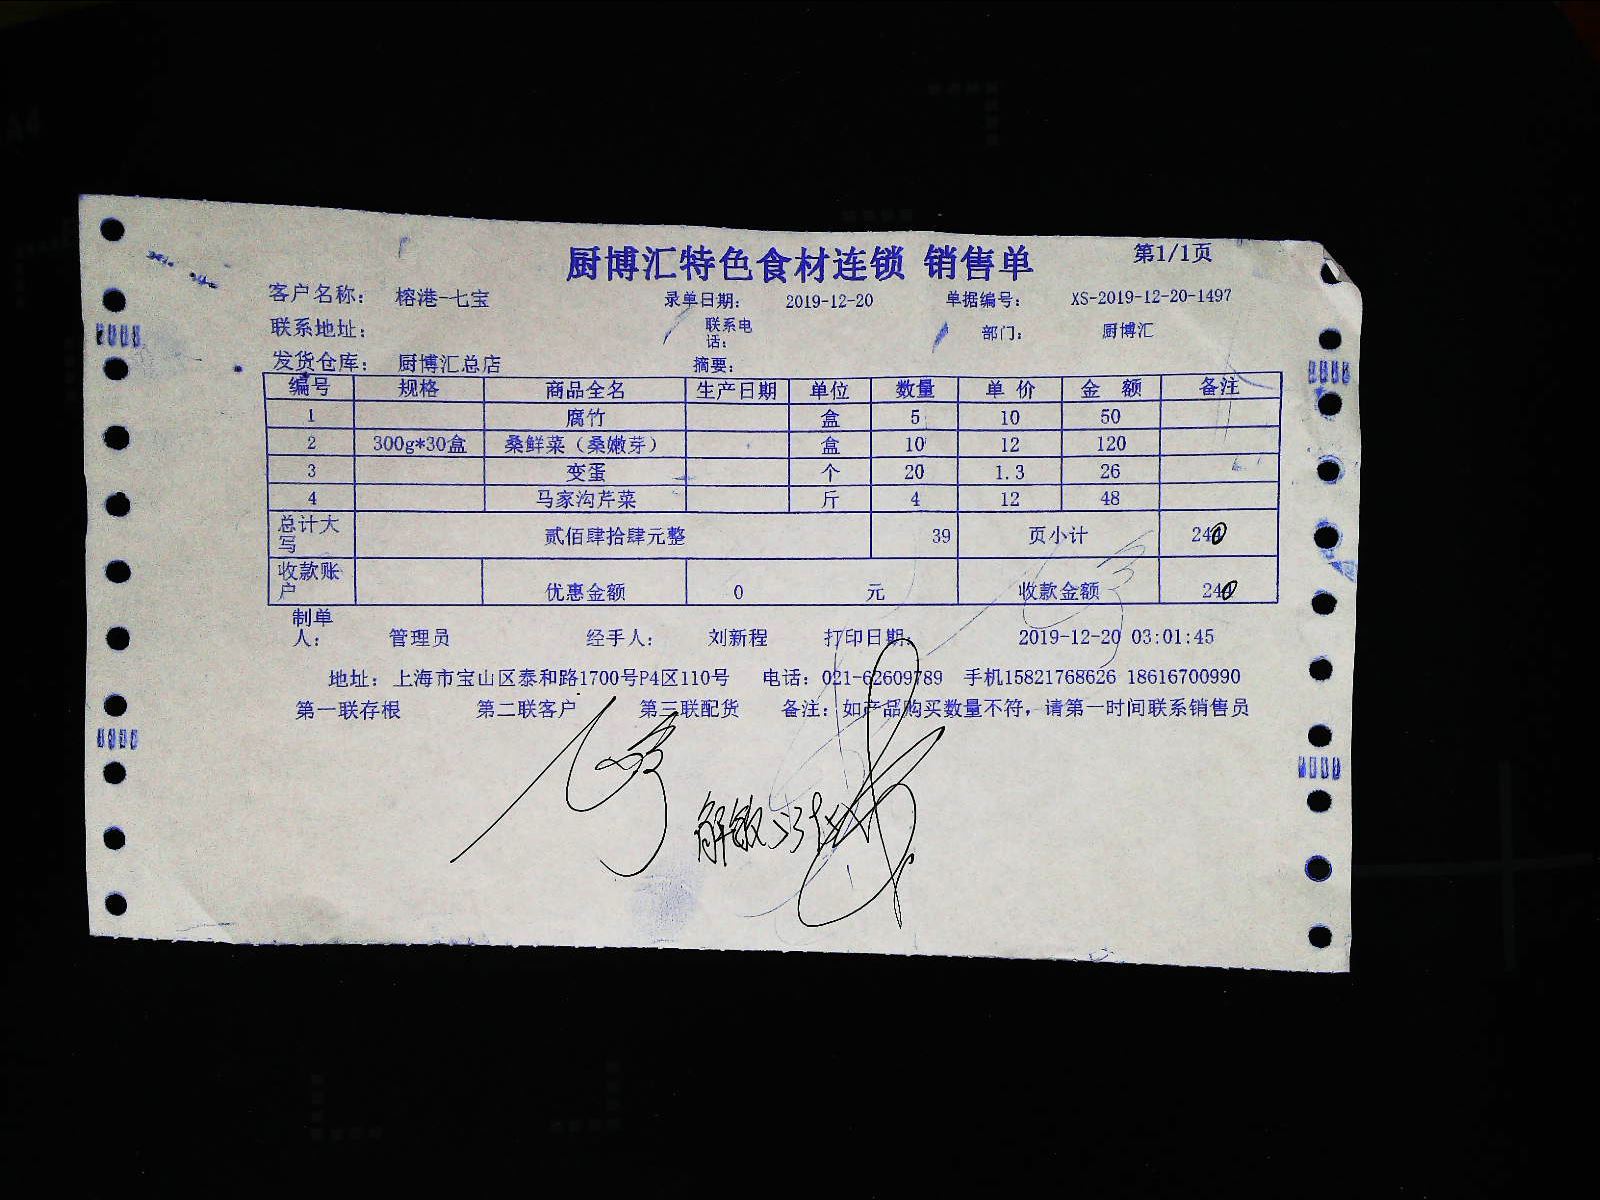 厨博汇特色食材连锁 销售单 第1/1页
客户名称： 榕港-七宝 录单日期： 2019-12-20 单据编号： XS-2019-12-20-1497
联系地址： 联系电话： 部门： 厨博汇
发货仓库： 厨博汇总店 摘要：
编号 规格 商品全名 生产日期 单位 数量 单 价 金 额 备注
1 腐竹 盒 5 10 50
2 300g*30盒 桑鲜菜（桑嫩芽） 盒 10 12 120
3 变蛋 个 20 1.3 26
4 马家沟芹菜 斤 4 12 48
总计大写 贰佰肆拾肆元整 39 页小计 240
收款账户 优惠金额 0 元 收款金额 240
制单人： 管理员 经手人： 刘新程 打印日期： 2019-12-20 03:01:45
地址：上海市宝山区泰和路1700号P4区110号 电话：021-62609789 手机15821768626 18616700990
第一联存根 第二联客户 第三联配货 备注：如产品购买数量不符，请第一时间联系销售员